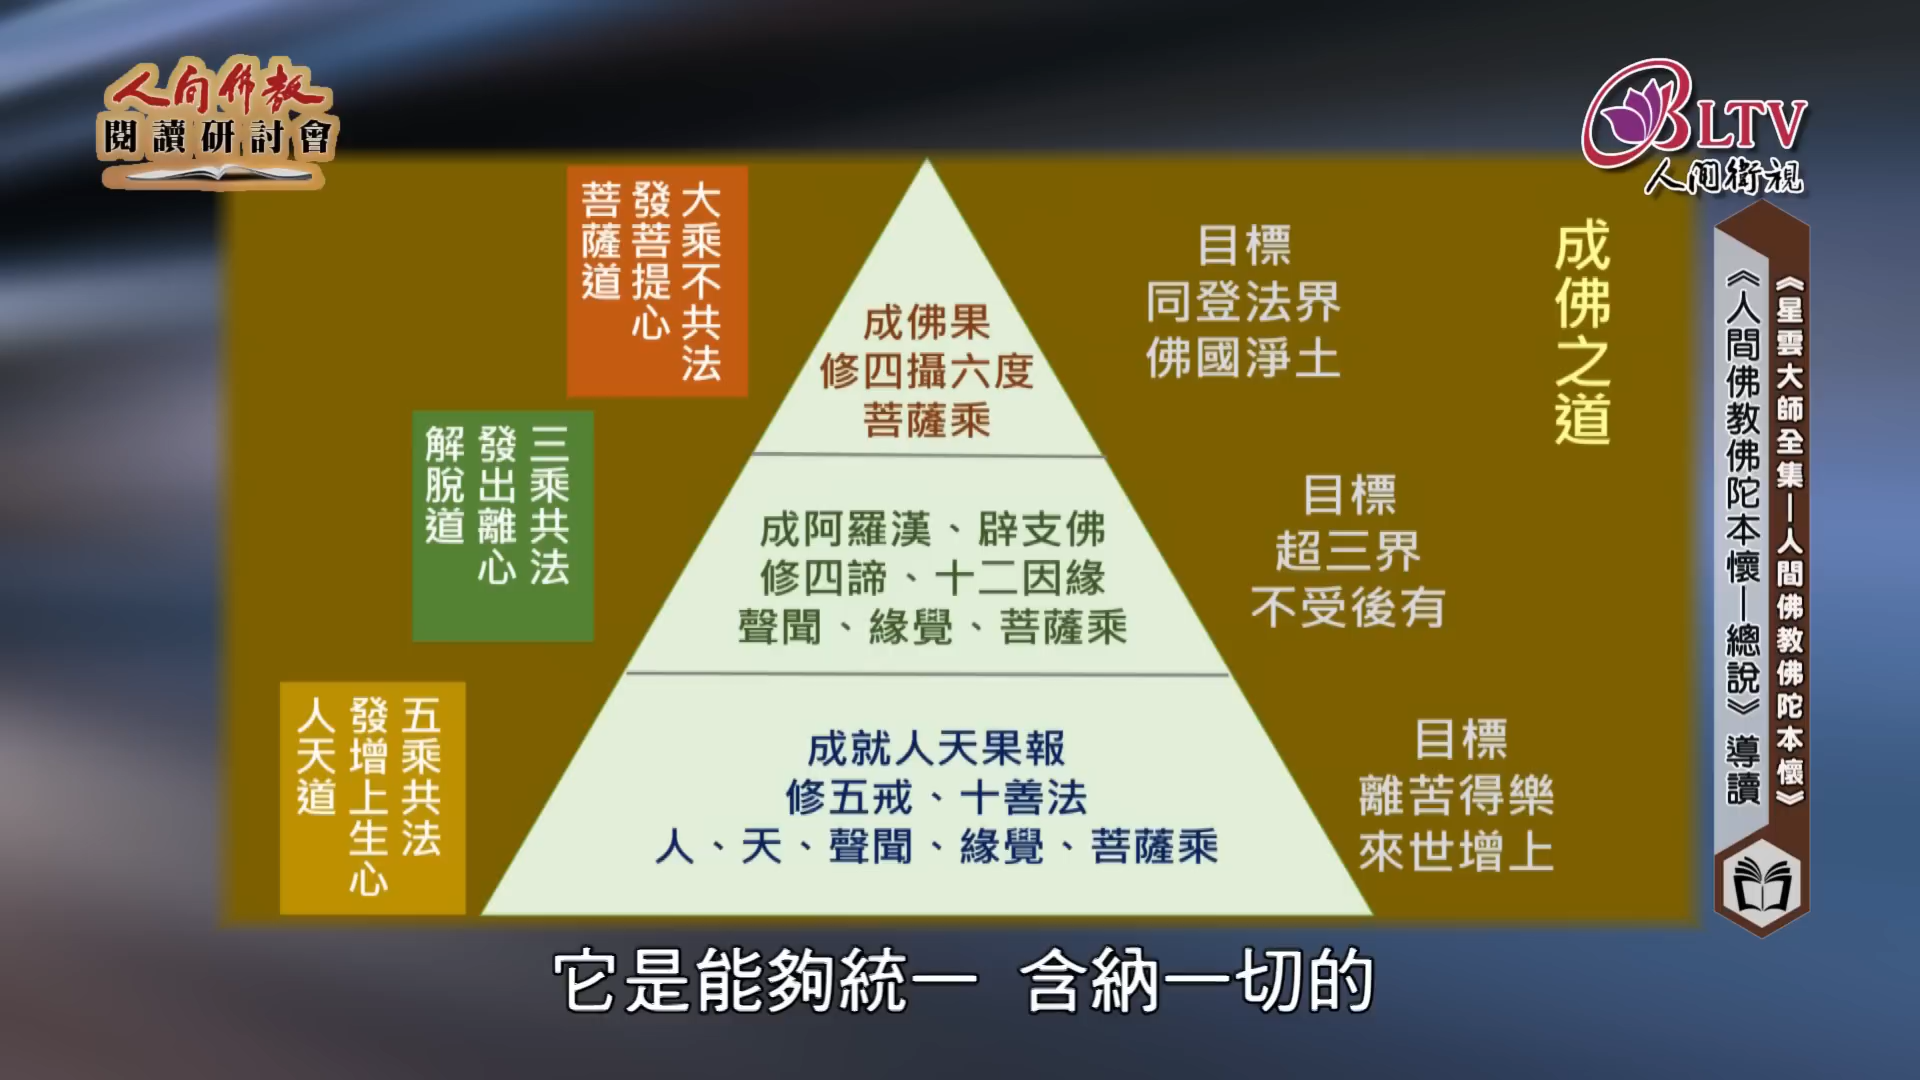 人间佛教
閱讀研討會
BLTV
人間衛視
成佛之道
大乘不共法
發菩提心
菩薩道
成佛果
修四攝六度
菩薩乘
目標
同登法界
佛國淨土
三乘共法
發出離心
解脫道
成阿羅漢、辟支佛
修四諦、十二因緣
聲聞、緣覺、菩薩乘
目標
超三界
不受後有
五乘共法
發增上生心
人天道
成就人天果報
修五戒、十善法
人、天、聲聞、緣覺、菩薩乘
目標
離苦得樂
來世增上
《星雲大師全集—人間佛教佛陀本懷》
《人間佛教佛陀本懷—總說》導讀
它是能夠統一 含納一切的